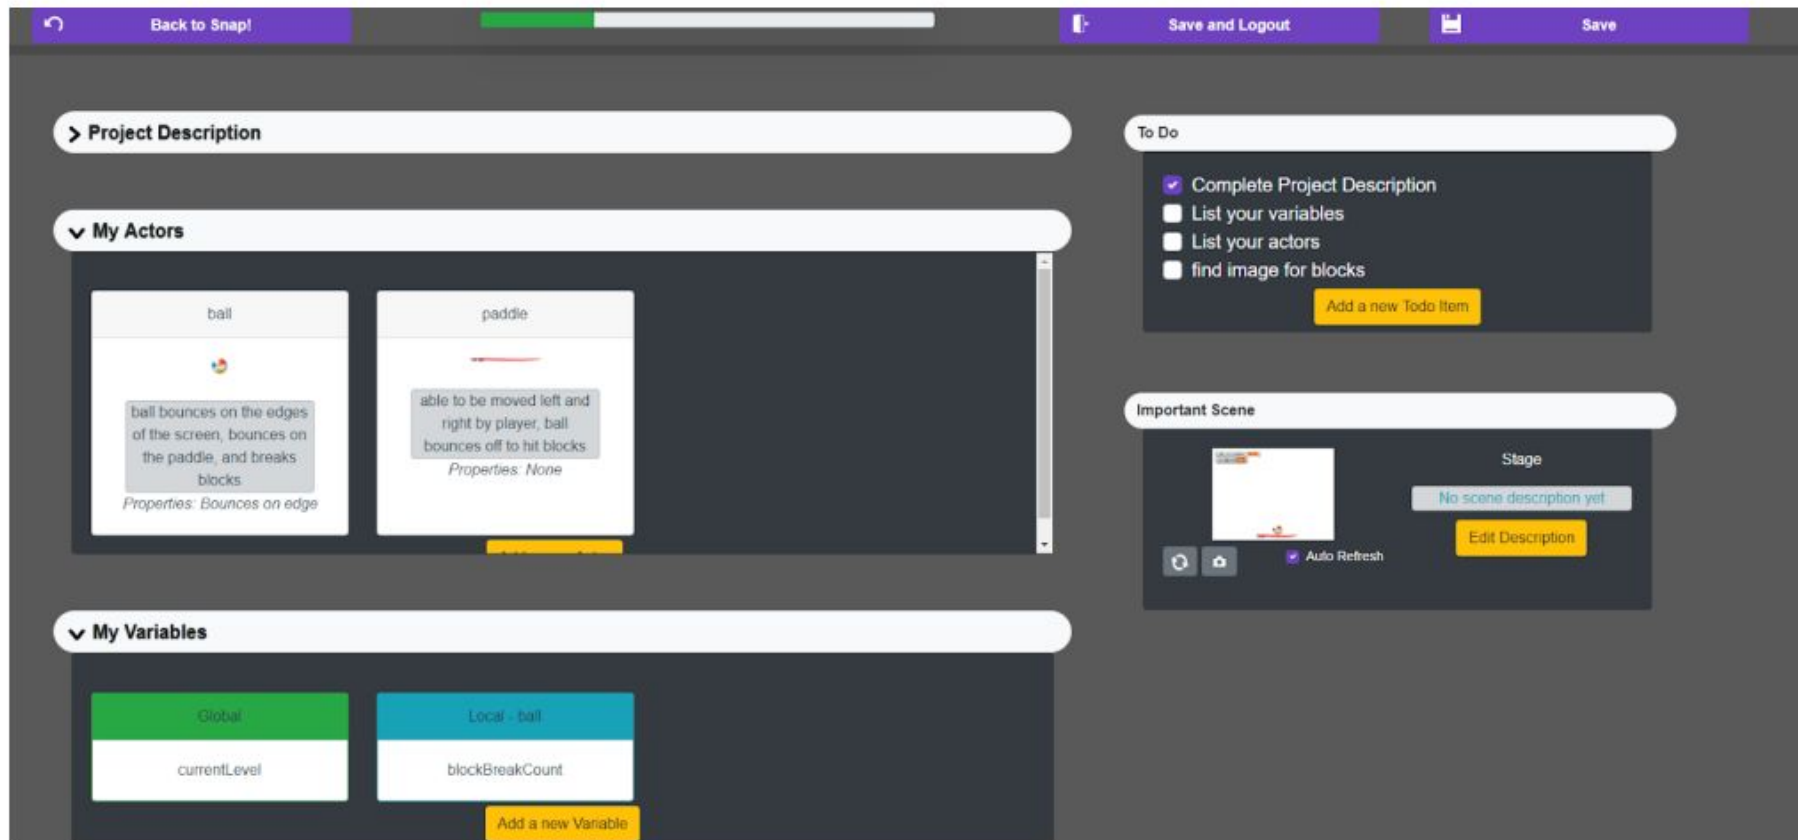 Back to Snap!
Save and Logout
Save
Project Description
My Actors
ball
ball bounces on the edges
of the screen, bounces on
the paddle, and breaks
blocks
Properties: Bounces on edge
paddle
able to be moved left and
right by player, ball
bounces off to hit blocks
Properties: None
My Variables
Global
currentLevel
Local - ball
blockBreakCount
Add a new Variable
To Do
Complete Project Description
List your variables
List your actors
find image for blocks
Add a new Todo Item
Important Scene
Stage
No scene description yet
Edit Description
Auto Refresh